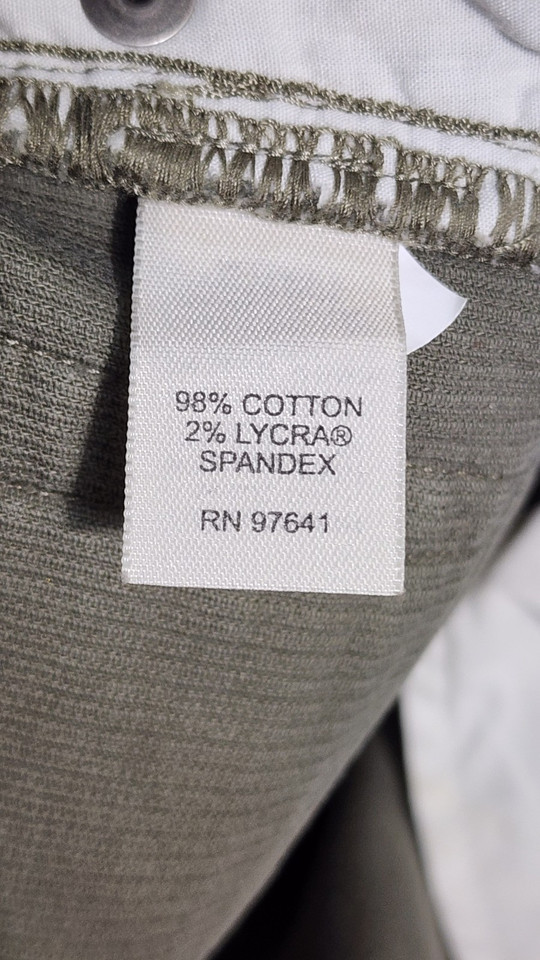 98% COTTON
2% LYCRA®
SPANDEX
RN 97641